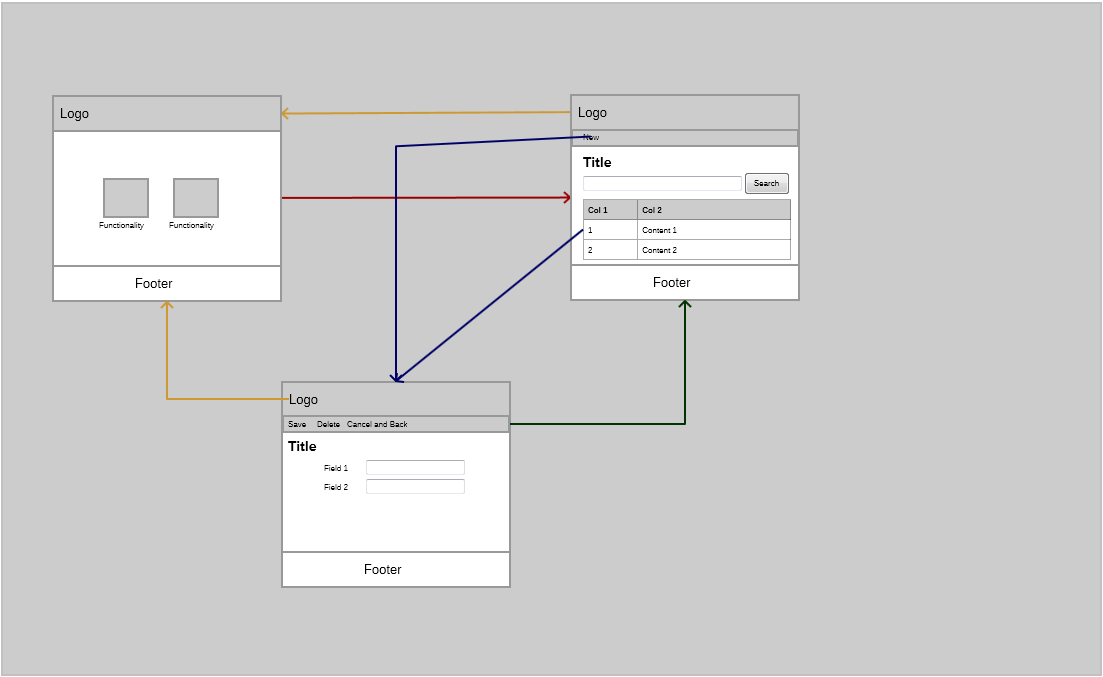 Logo
Functionality Functionality
Footer
Logo
New
Title
Search
Col 1 Col 2
1 Content 1
2 Content 2
Footer
Logo
Save Delete Cancel and Back
Title
Field 1
Field 2
Footer